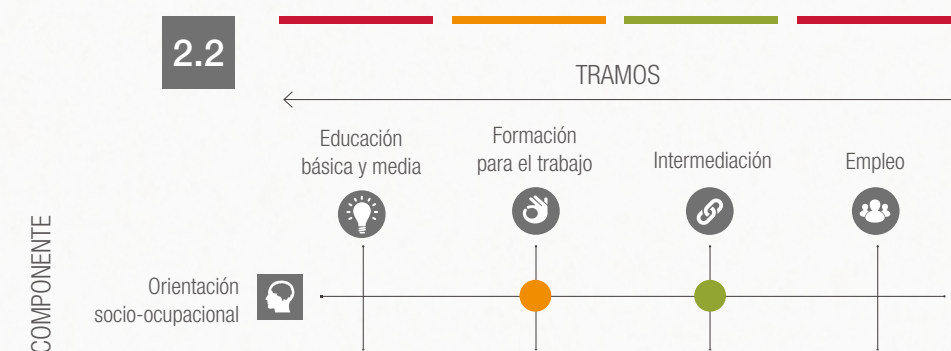 2.2
TRAMOS
Educación
básica y media
Formación
para el trabajo
Intermediación
Empleo
COMPONENTE
Orientación
socio-ocupacional